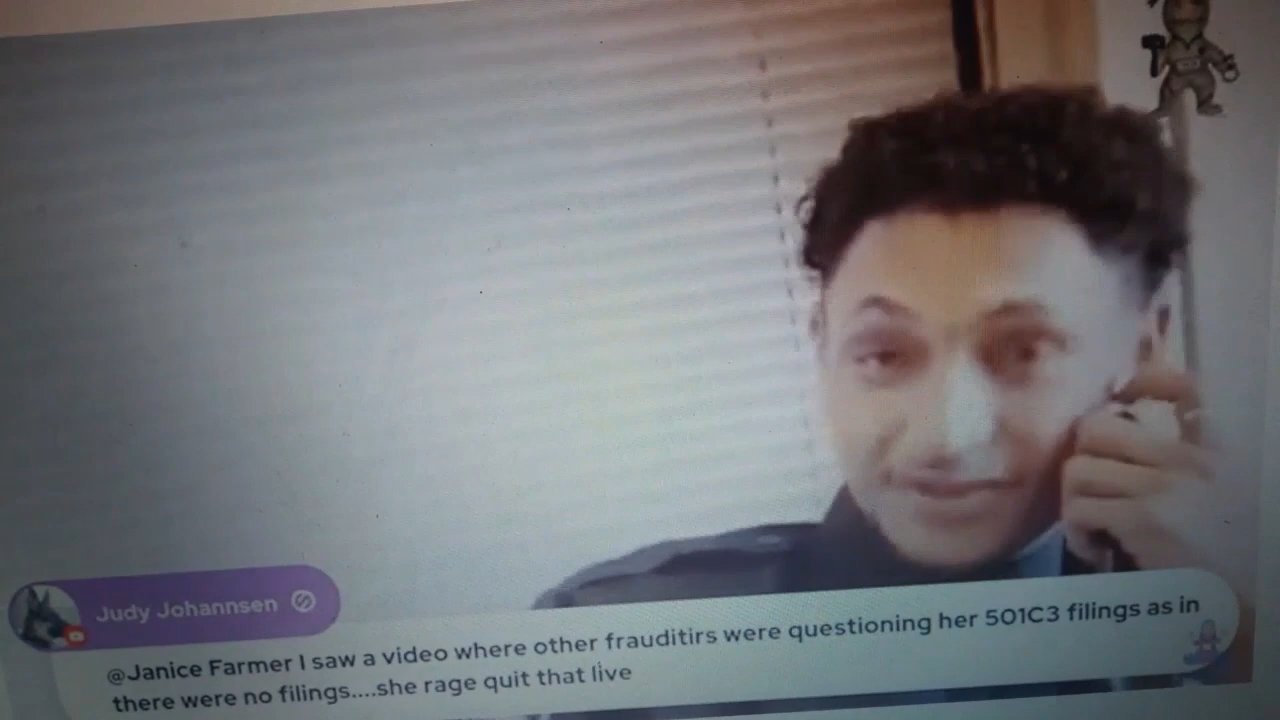 Judy Johannsen
@Janice Farmer I saw a video where other frauditirs were questioning her 501C3 filings as in
there were no filings....she rage quit that live